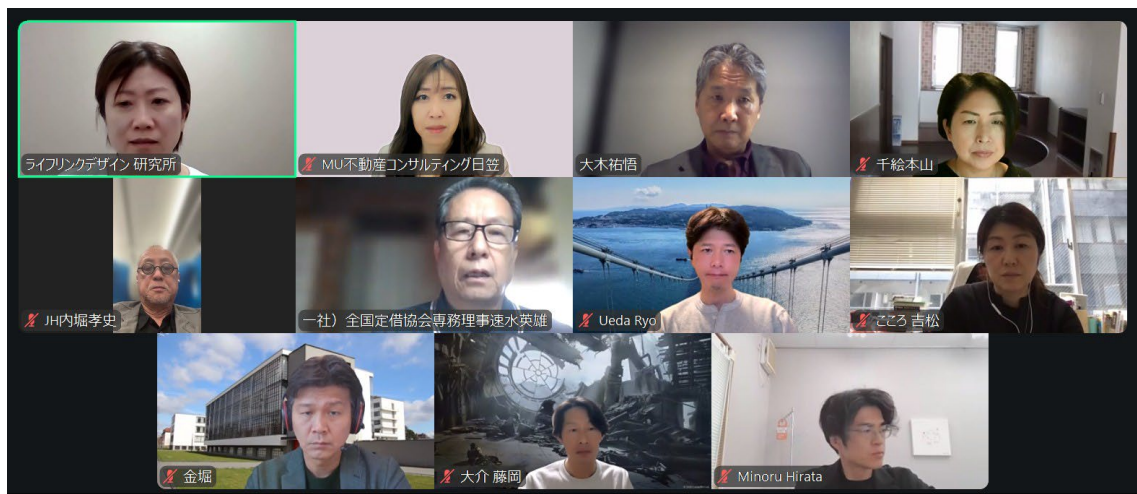 ライフリンクデザイン 研究所
MU不動産コンサルティング日笠
大木祐悟
千絵本山
JH内堀孝史
一社）全国定借協会専務理事速水英雄
Ueda Ryo
こころ 吉松
金堀
大介 藤岡
Minoru Hirata